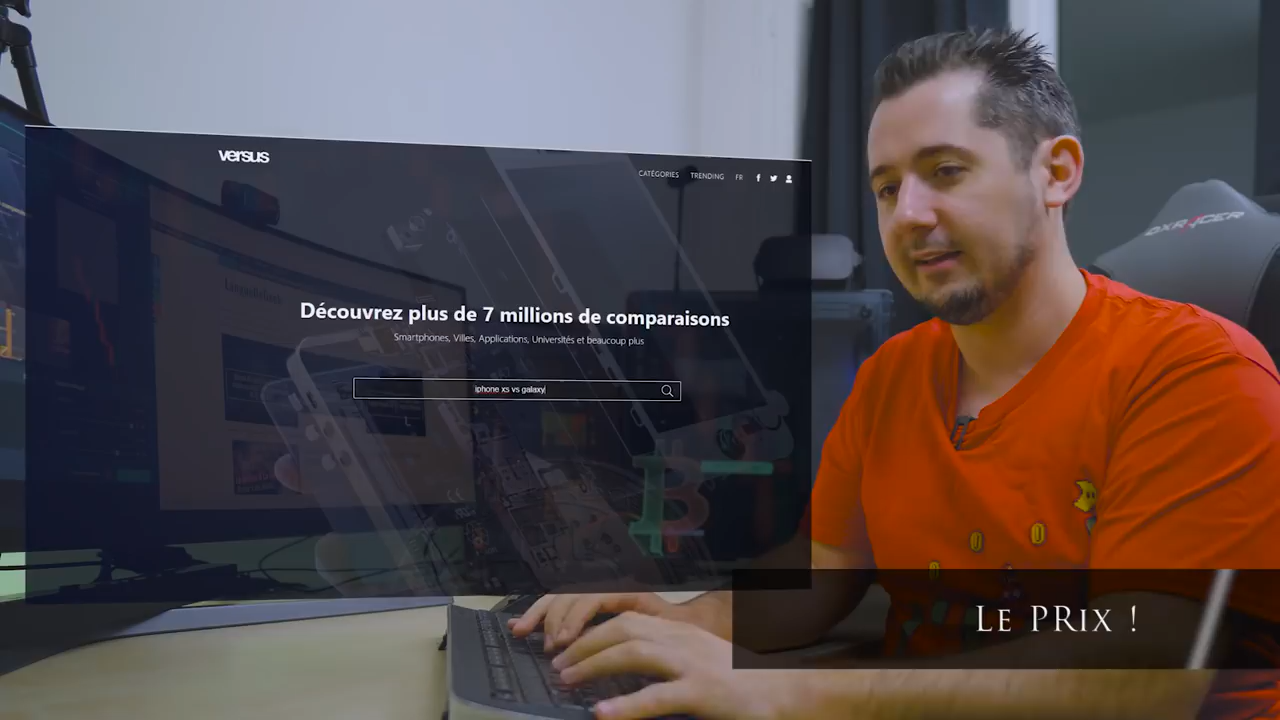 versus
CATÉGORIES TRENDING FR
DXRACER
Découvrez plus de 7 millions de comparaisons
Smartphones, Villes, Applications, Universités et beaucoup plus
iphone xs vs galaxy
LE PRIX !